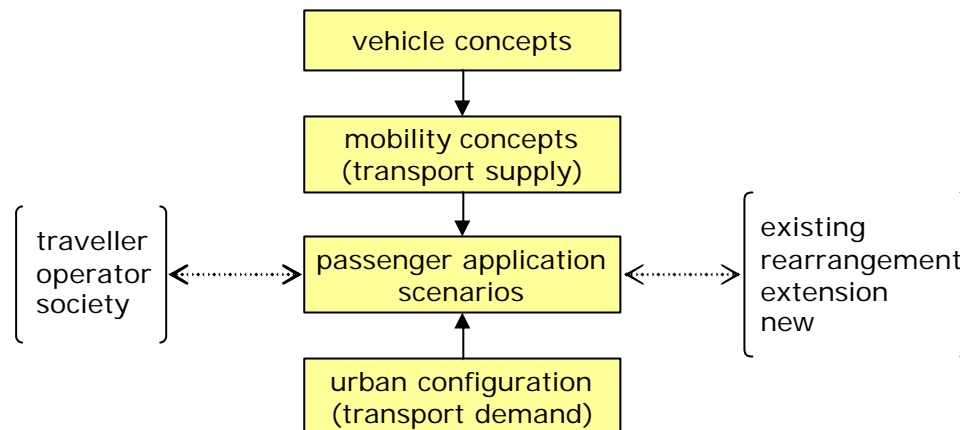 vehicle concepts
mobility concepts
(transport supply)
traveller
operator
society
passenger application
scenarios
existing
rearrangement
extension
new
urban configuration
(transport demand)